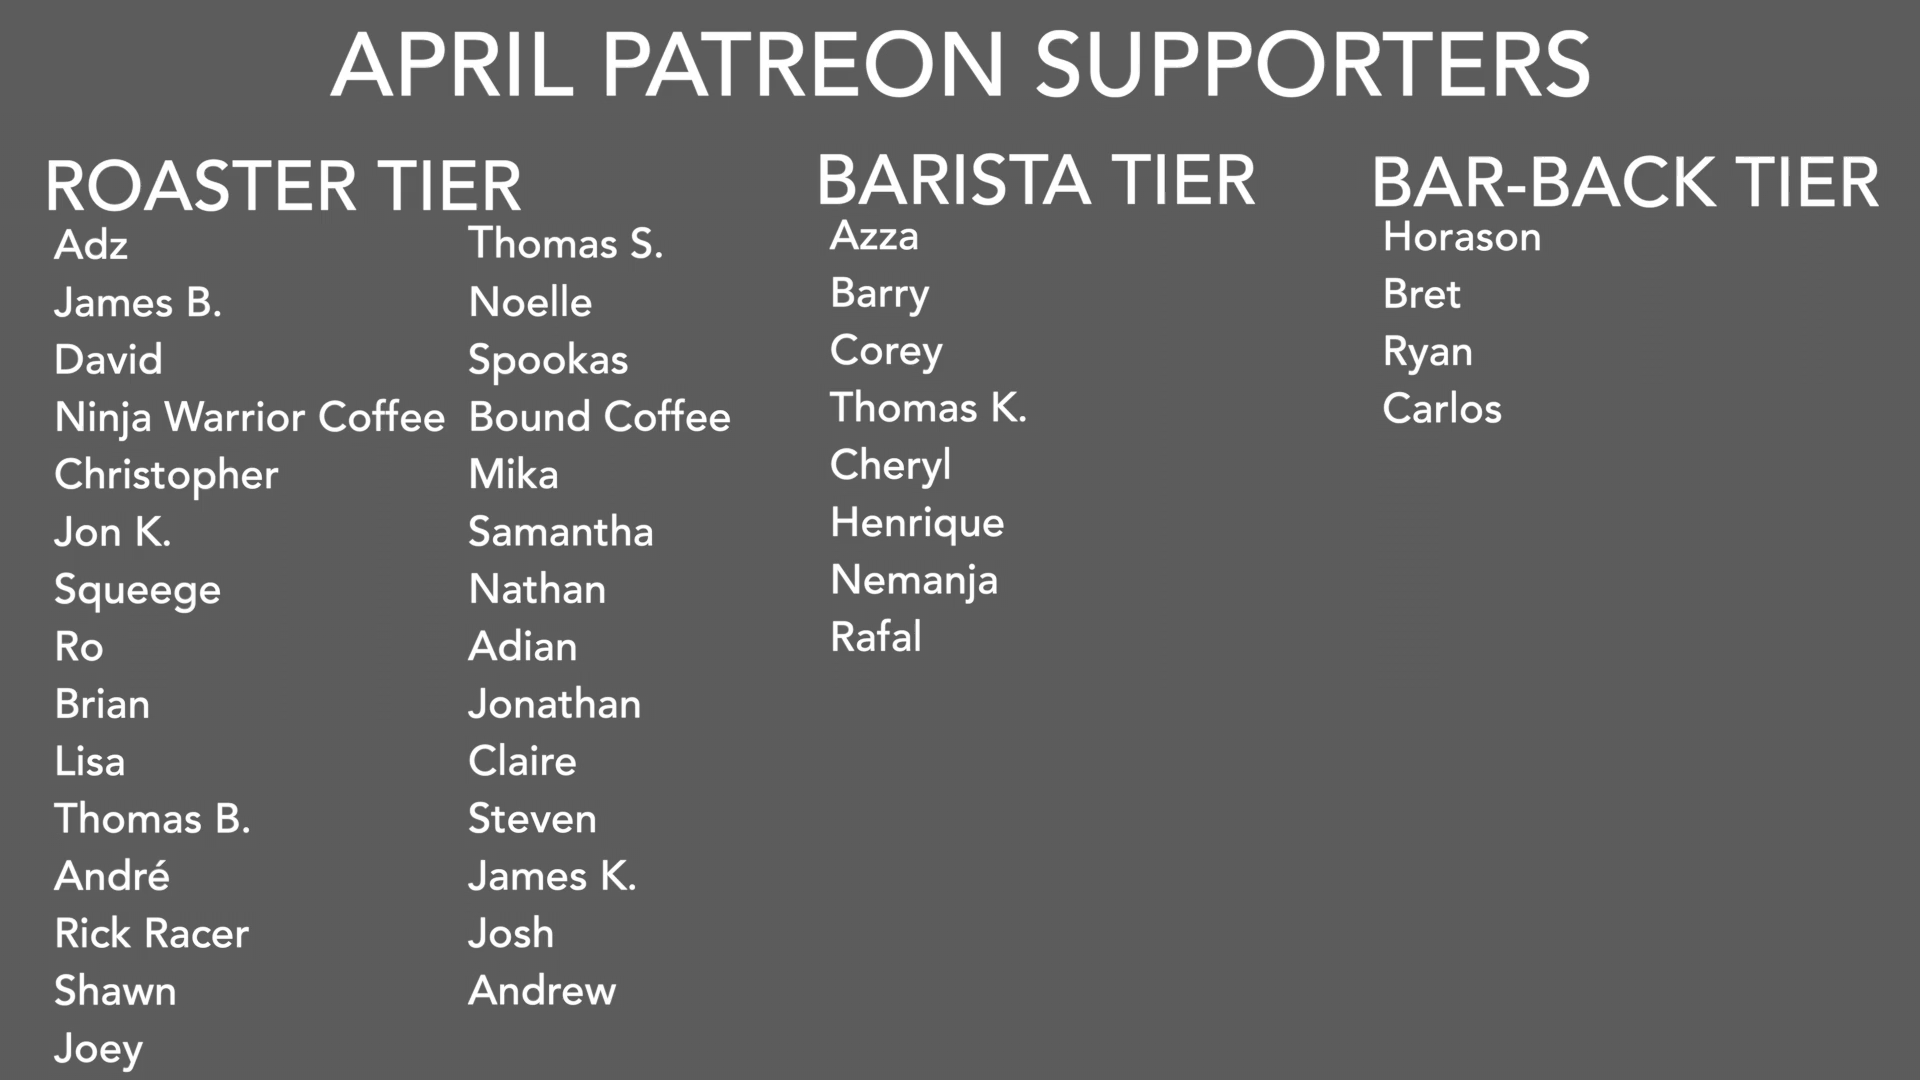 APRIL PATREON SUPPORTERS
ROASTER TIER
Adz
James B.
David
Ninja Warrior Coffee
Christopher
Jon K.
Squeege
Ro
Brian
Lisa
Thomas B.
André
Rick Racer
Shawn
Joey
Thomas S.
Noelle
Spookas
Bound Coffee
Mika
Samantha
Nathan
Adian
Jonathan
Claire
Steven
James K.
Josh
Andrew
BARISTA TIER
Azza
Barry
Corey
Thomas K.
Cheryl
Henrique
Nemanja
Rafal
BAR-BACK TIER
Horason
Bret
Ryan
Carlos